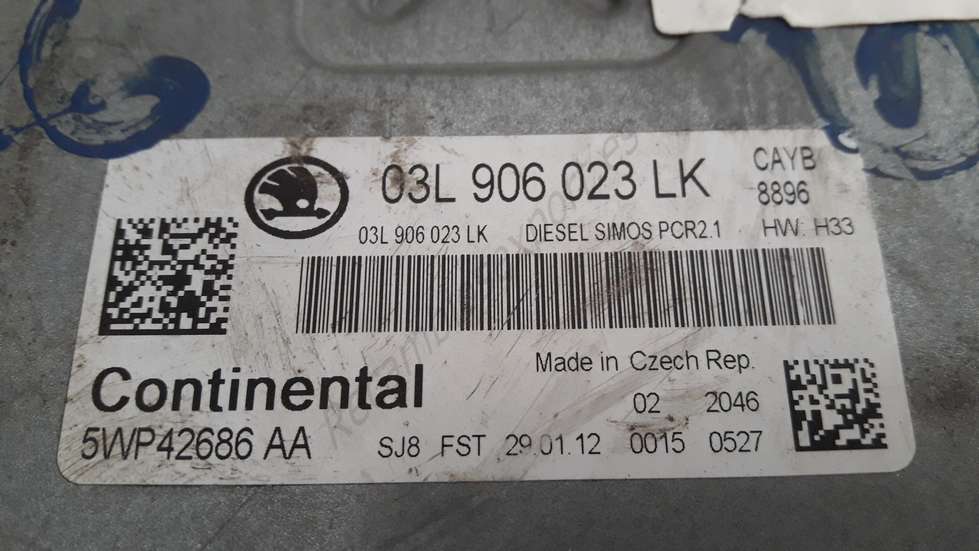 03L 906 023 LK
CAYB
8896
03L 906 023 LK DIESEL SIMOS PCR2.1 HW: H33
Made in Czech Rep.
Continental
02 2046
5WP42686 AA SJ8 FST 29.01.12 0015 0527